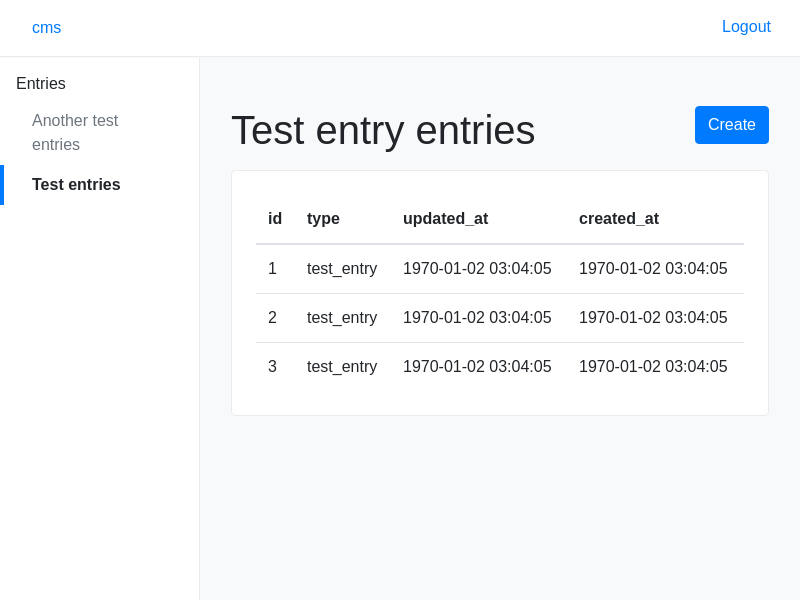 cms
Logout
Entries
Another test
entries
Test entries
Test entry entries
Create
id type updated_at created_at
1 test_entry 1970-01-02 03:04:05 1970-01-02 03:04:05
2 test_entry 1970-01-02 03:04:05 1970-01-02 03:04:05
3 test_entry 1970-01-02 03:04:05 1970-01-02 03:04:05